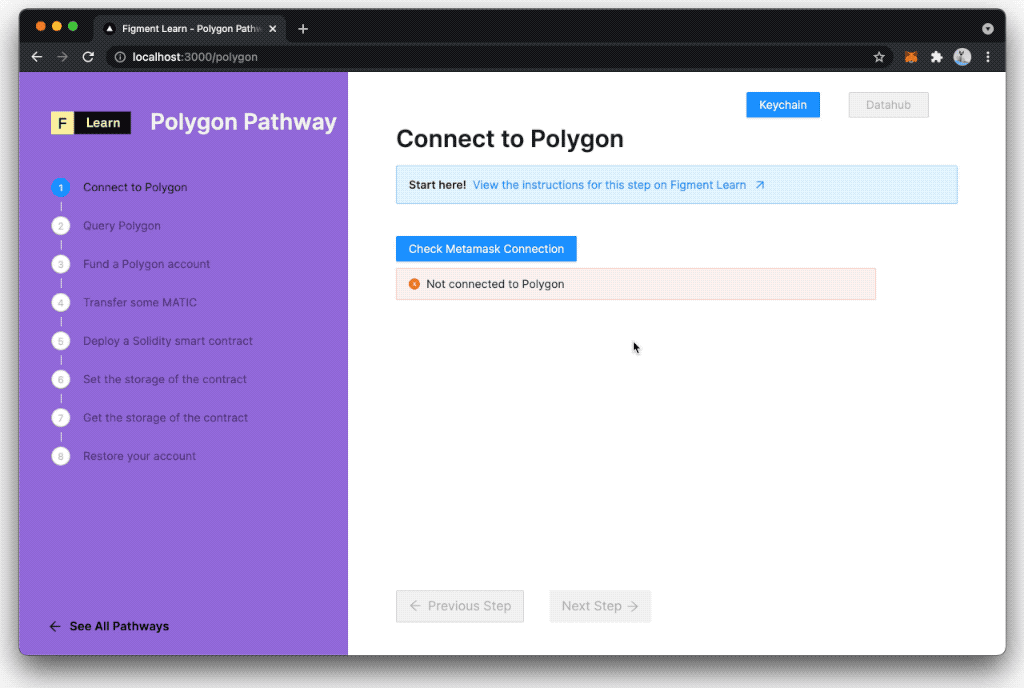 Figment Learn - Polygon Pathw
localhost:3000/polygon
F Learn
Polygon Pathway
1 Connect to Polygon
2 Query Polygon
3 Fund a Polygon account
4 Transfer some MATIC
5 Deploy a Solidity smart contract
6 Set the storage of the contract
7 Get the storage of the contract
8 Restore your account
See All Pathways
Keychain
Datahub
Connect to Polygon
Start here! View the instructions for this step on Figment Learn
Check Metamask Connection
Not connected to Polygon
Previous Step
Next Step